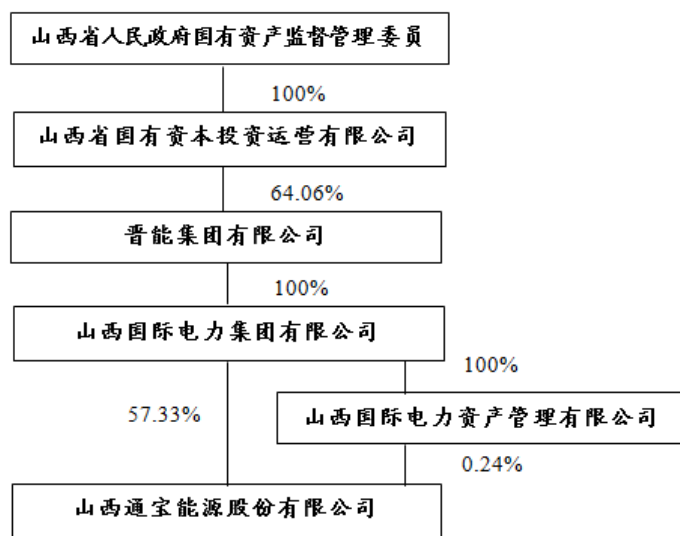 山西省人民政府国有资产监督管理委员
100%
山西省国有资本投资运营有限公司
64.06%
晋能集团有限公司
100%
山西国际电力集团有限公司
100%
57.33%
山西国际电力资产管理有限公司
0.24%
山西通宝能源股份有限公司